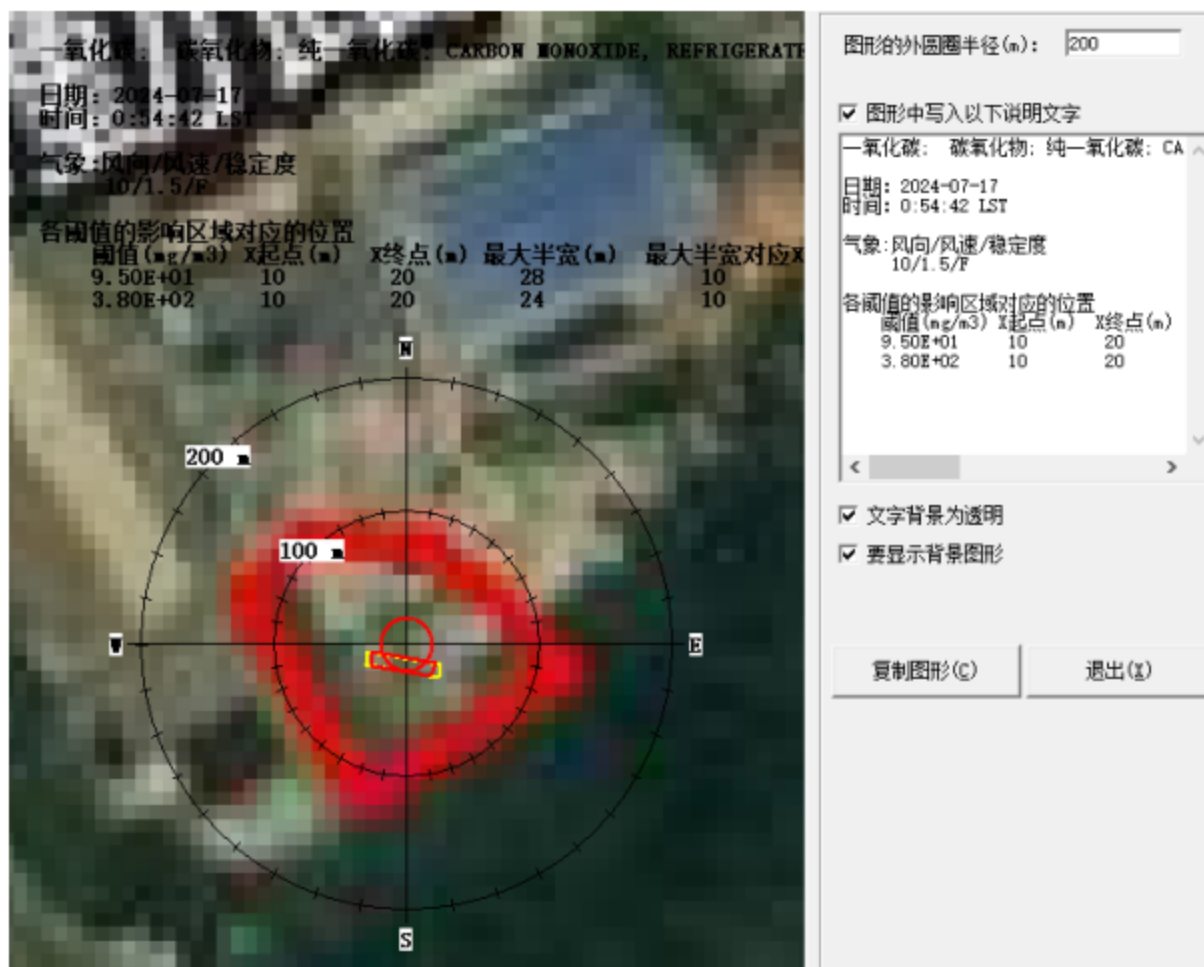 一氧化碳： 碳氧化物；纯一氧化碳；CARBON MONOXIDE, REFRIGERATE
日期：2024-07-17
时间：0:54:42 LST
气象:风向/风速/稳定度
10/1.5/F
各阈值的影响区域对应的位置
阈值(mg/m3) X起点(m) X终点(m) 最大半宽(m) 最大半宽对应X
9.50E+01 10 20 28 10
3.80E+02 10 20 24 10
N
200 m
100 m
W
E
S
图形的外圆圈半径(m)： 200
图形中写入以下说明文字
一氧化碳： 碳氧化物；纯一氧化碳；CA
日期：2024-07-17
时间：0:54:42 LST
气象:风向/风速/稳定度
10/1.5/F
各阈值的影响区域对应的位置
阈值(mg/m3) X起点(m) X终点(m)
9.50E+01 10 20
3.80E+02 10 20
文字背景为透明
要显示背景图形
复制图形(C) 退出(X)